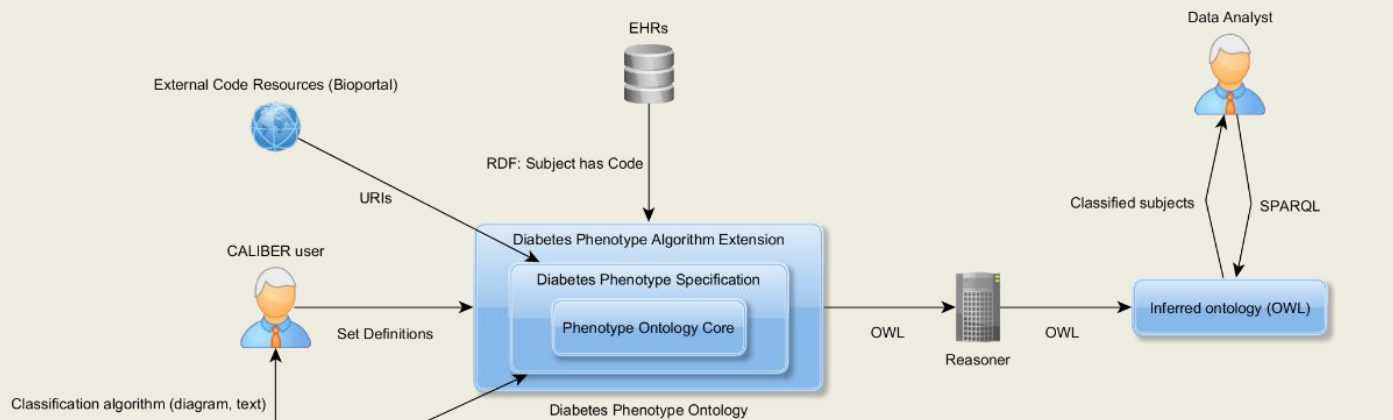 Data Analyst
EHRs
External Code Resources (Bioportal)
RDF: Subject has Code
URIs
Classified subjects
SPARQL
Diabetes Phenotype Algorithm Extension
CALIBER user
Diabetes Phenotype Specification
Phenotype Ontology Core
Inferred ontology (OWL)
Set Definitions
OWL
OWL
Reasoner
Classification algorithm (diagram, text)
Diabetes Phenotype Ontology